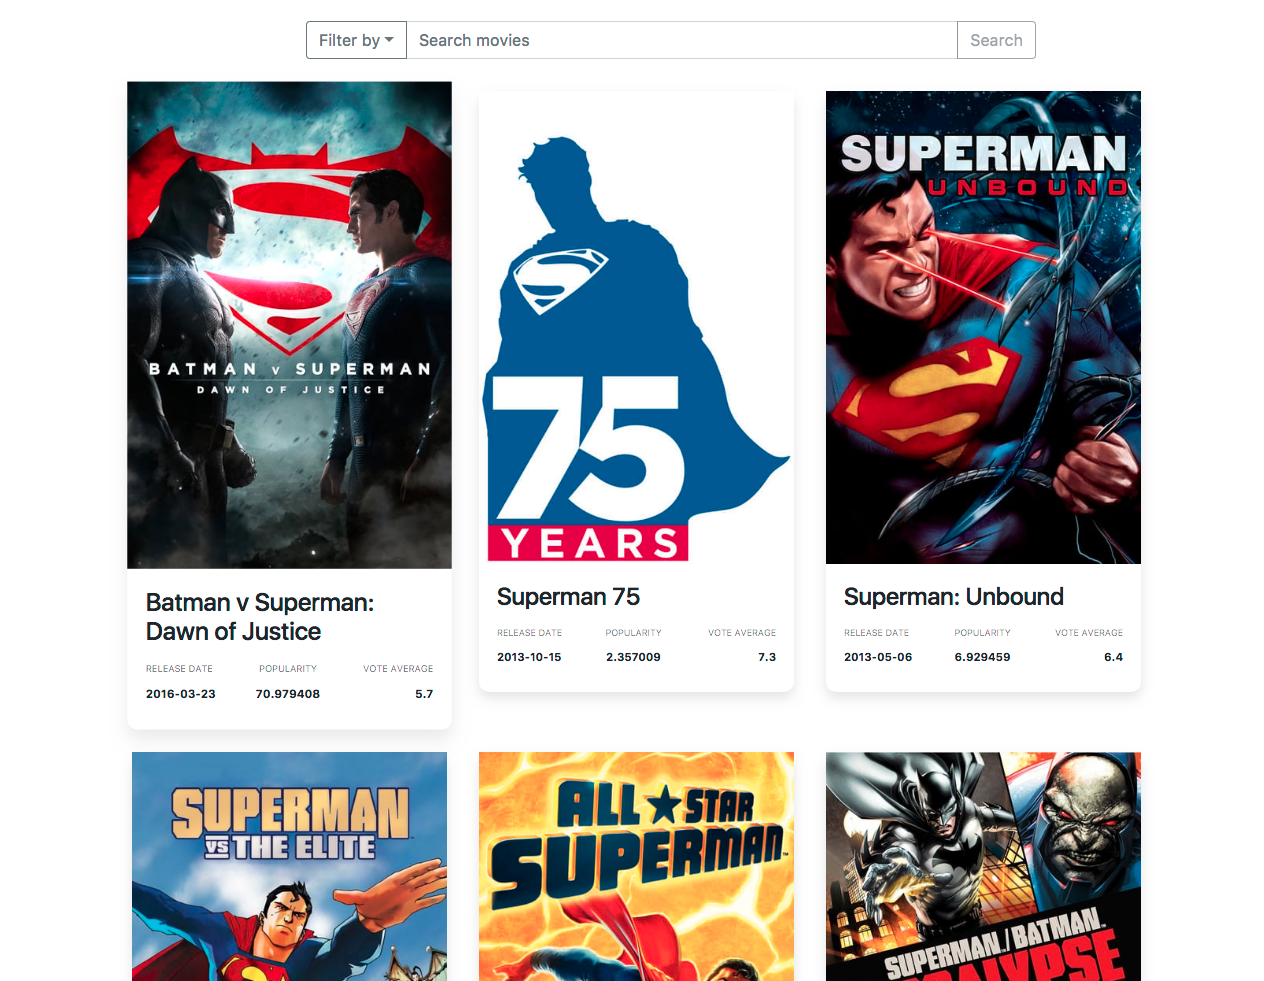 Filter by
Search movies
Search
BATMAN v SUPERMAN
DAWN OF JUSTICE
Batman v Superman:
Dawn of Justice
RELEASE DATE POPULARITY VOTE AVERAGE
2016-03-23 70.979408 5.7
75
YEARS
Superman 75
RELEASE DATE POPULARITY VOTE AVERAGE
2013-10-15 2.357009 7.3
SUPERMAN
UNBOUND
Superman: Unbound
RELEASE DATE POPULARITY VOTE AVERAGE
2013-05-06 6.929459 6.4
SUPERMAN
VS THE ELITE
ALL STAR
SUPERMAN
SUPERMAN/BATMAN